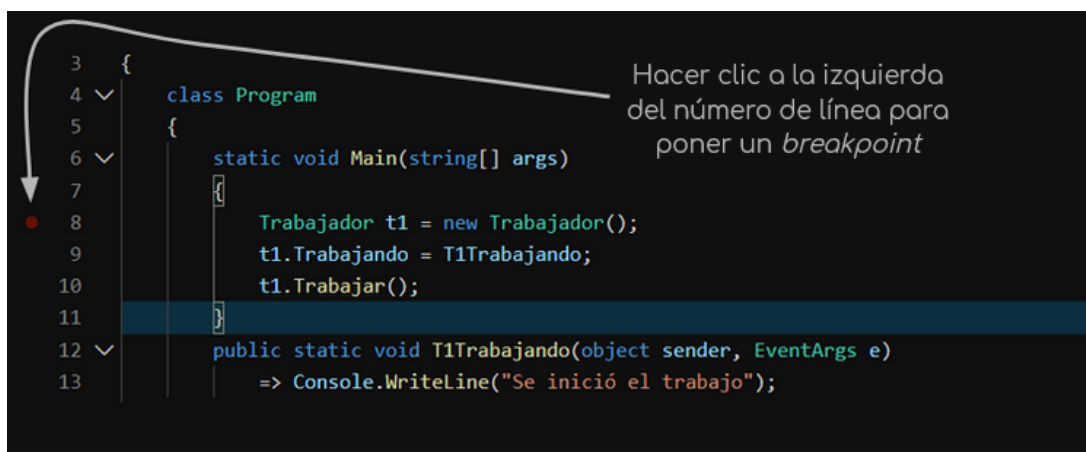 3 {
4 class Program
5 {
6 static void Main(string[] args)
7 {
8 Trabajador t1 = new Trabajador();
9 t1.Trabajando = T1Trabajando;
10 t1.Trabajar();
11 }
12 public static void T1Trabajando(object sender, EventArgs e)
13 => Console.WriteLine("Se inició el trabajo");
Hacer clic a la izquierda
del número de línea para
poner un breakpoint